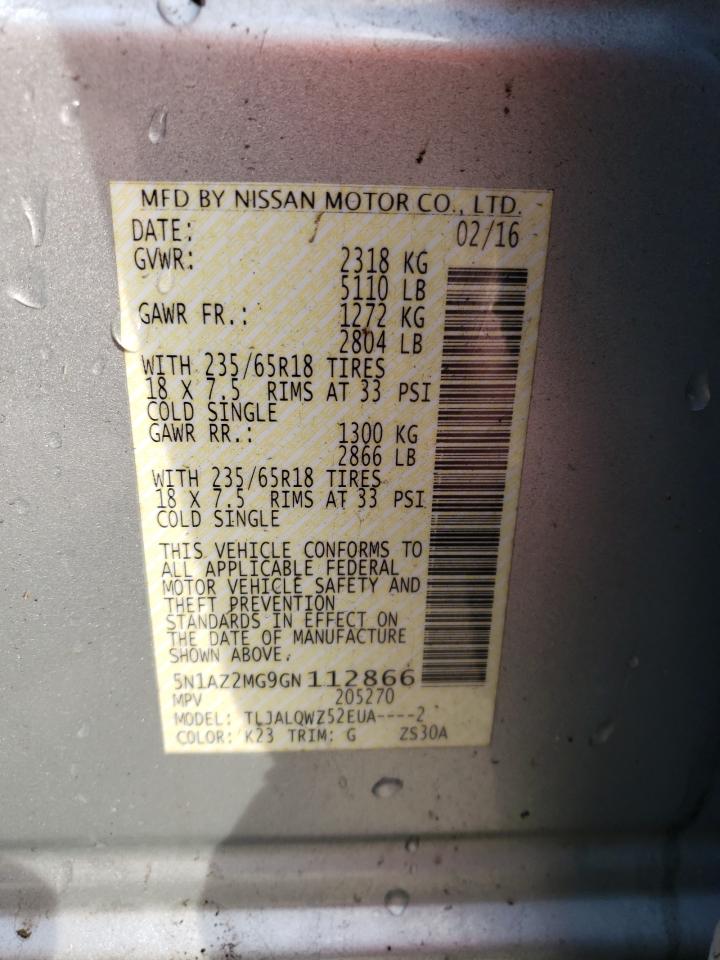 MFD BY NISSAN MOTOR CO., LTD.
DATE: 02/16
GVWR: 2318 KG
5110 LB
GAWR FR.: 1272 KG
2804 LB
WITH 235/65R18 TIRES
18 X 7.5 RIMS AT 33 PSI
COLD SINGLE
GAWR RR.: 1300 KG
2866 LB
WITH 235/65R18 TIRES
18 X 7.5 RIMS AT 33 PSI
COLD SINGLE
THIS VEHICLE CONFORMS TO
ALL APPLICABLE FEDERAL
MOTOR VEHICLE SAFETY AND
THEFT PREVENTION
STANDARDS IN EFFECT ON
THE DATE OF MANUFACTURE
SHOWN ABOVE.
5N1AZ2MG9GN112866
MPV 205270
MODEL: TLJALQWZ52EUA----2
COLOR: K23 TRIM: G ZS30A